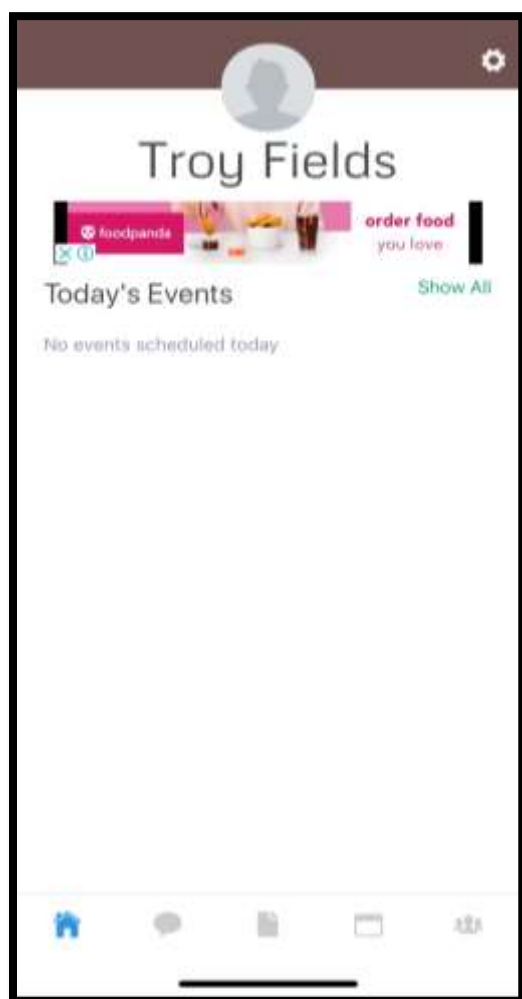 Troy Fields
foodpanda
order food
you love
Today's Events
Show All
No events scheduled today